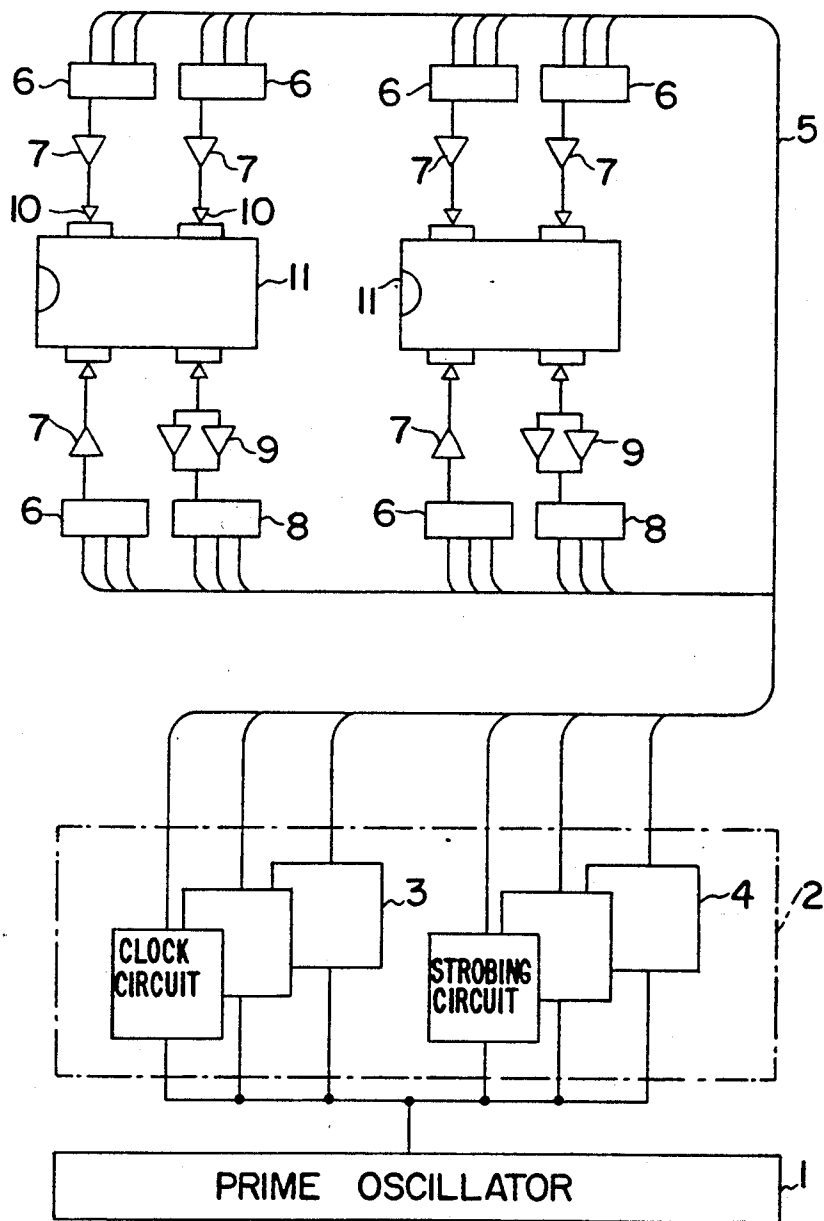 6 6 6 6
5
7 7 7 7
10 10
11 11
7 9 7 9
6 8 6 8
3 4 2
CLOCK
CIRCUIT
STROBING
CIRCUIT
PRIME OSCILLATOR 1